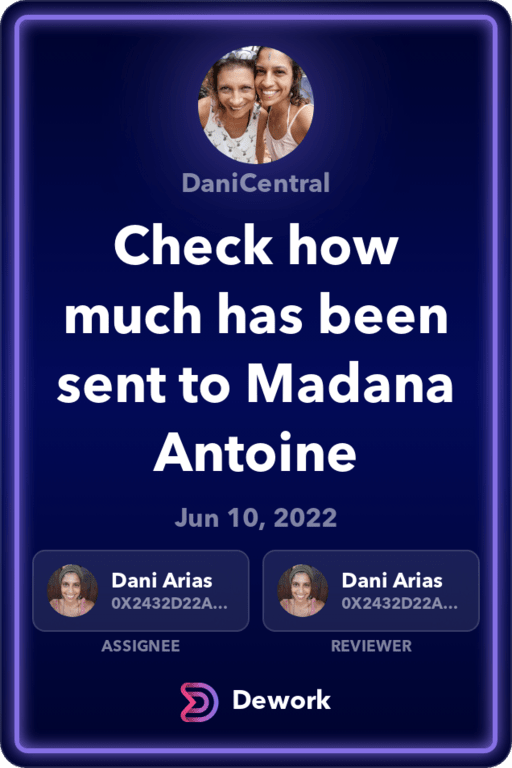 DaniCentral
Check how
much has been
sent to Madana
Antoine
Jun 10, 2022
Dani Arias
0X2432D22A...
ASSIGNEE
Dani Arias
0X2432D22A...
REVIEWER
Dework